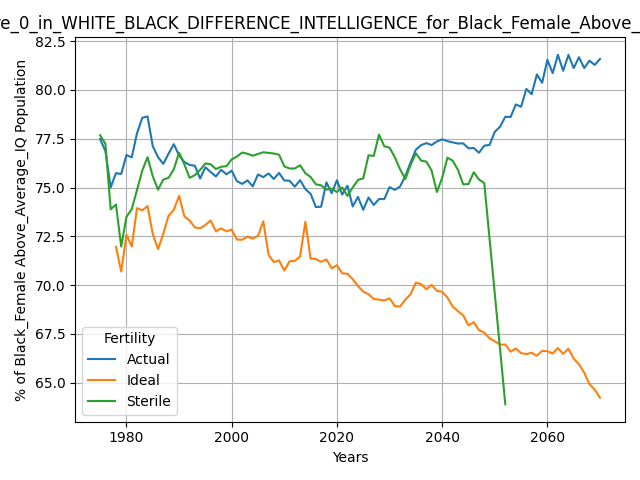 e_0_in_WHITE_BLACK_DIFFERENCE_INTELLIGENCE_for_Black_Female_Above_
82.5
80.0
77.5
75.0
72.5
70.0
67.5
65.0
% of Black_Female Above_Average_IQ Population
Fertility
Actual
Ideal
Sterile
1980
2000
2020
2040
2060
Years